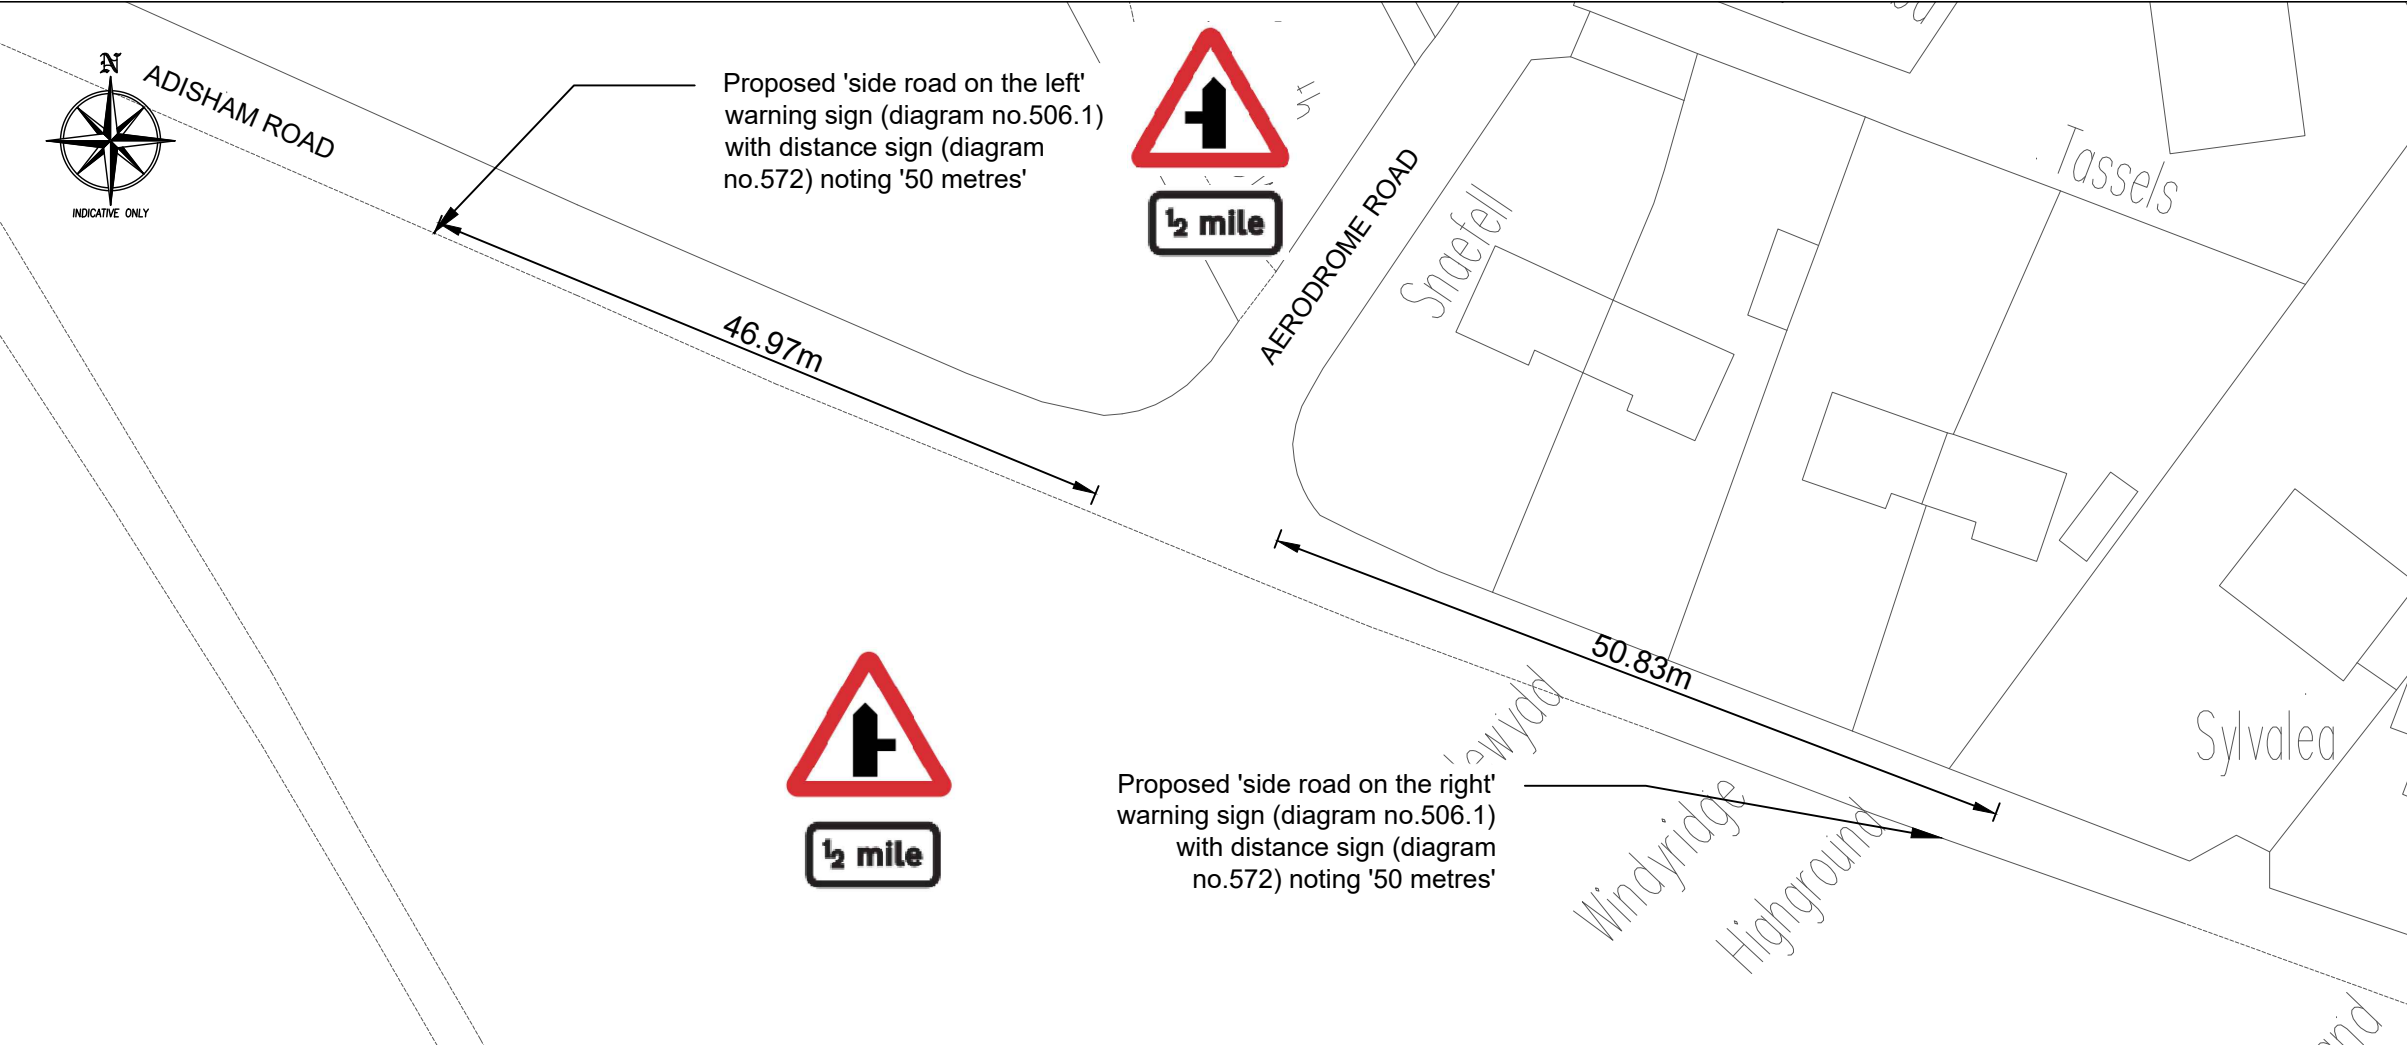 N
INDICATIVE ONLY
ADISHAM ROAD
Proposed 'side road on the left'
warning sign (diagram no.506.1)
with distance sign (diagram
no.572) noting '50 metres'
½ mile
AERODROME ROAD
Snaefell
Tassels
46.97m
50.83m
½ mile
Proposed 'side road on the right'
warning sign (diagram no.506.1)
with distance sign (diagram
no.572) noting '50 metres'
Windyridge
Highground
Sylvalea